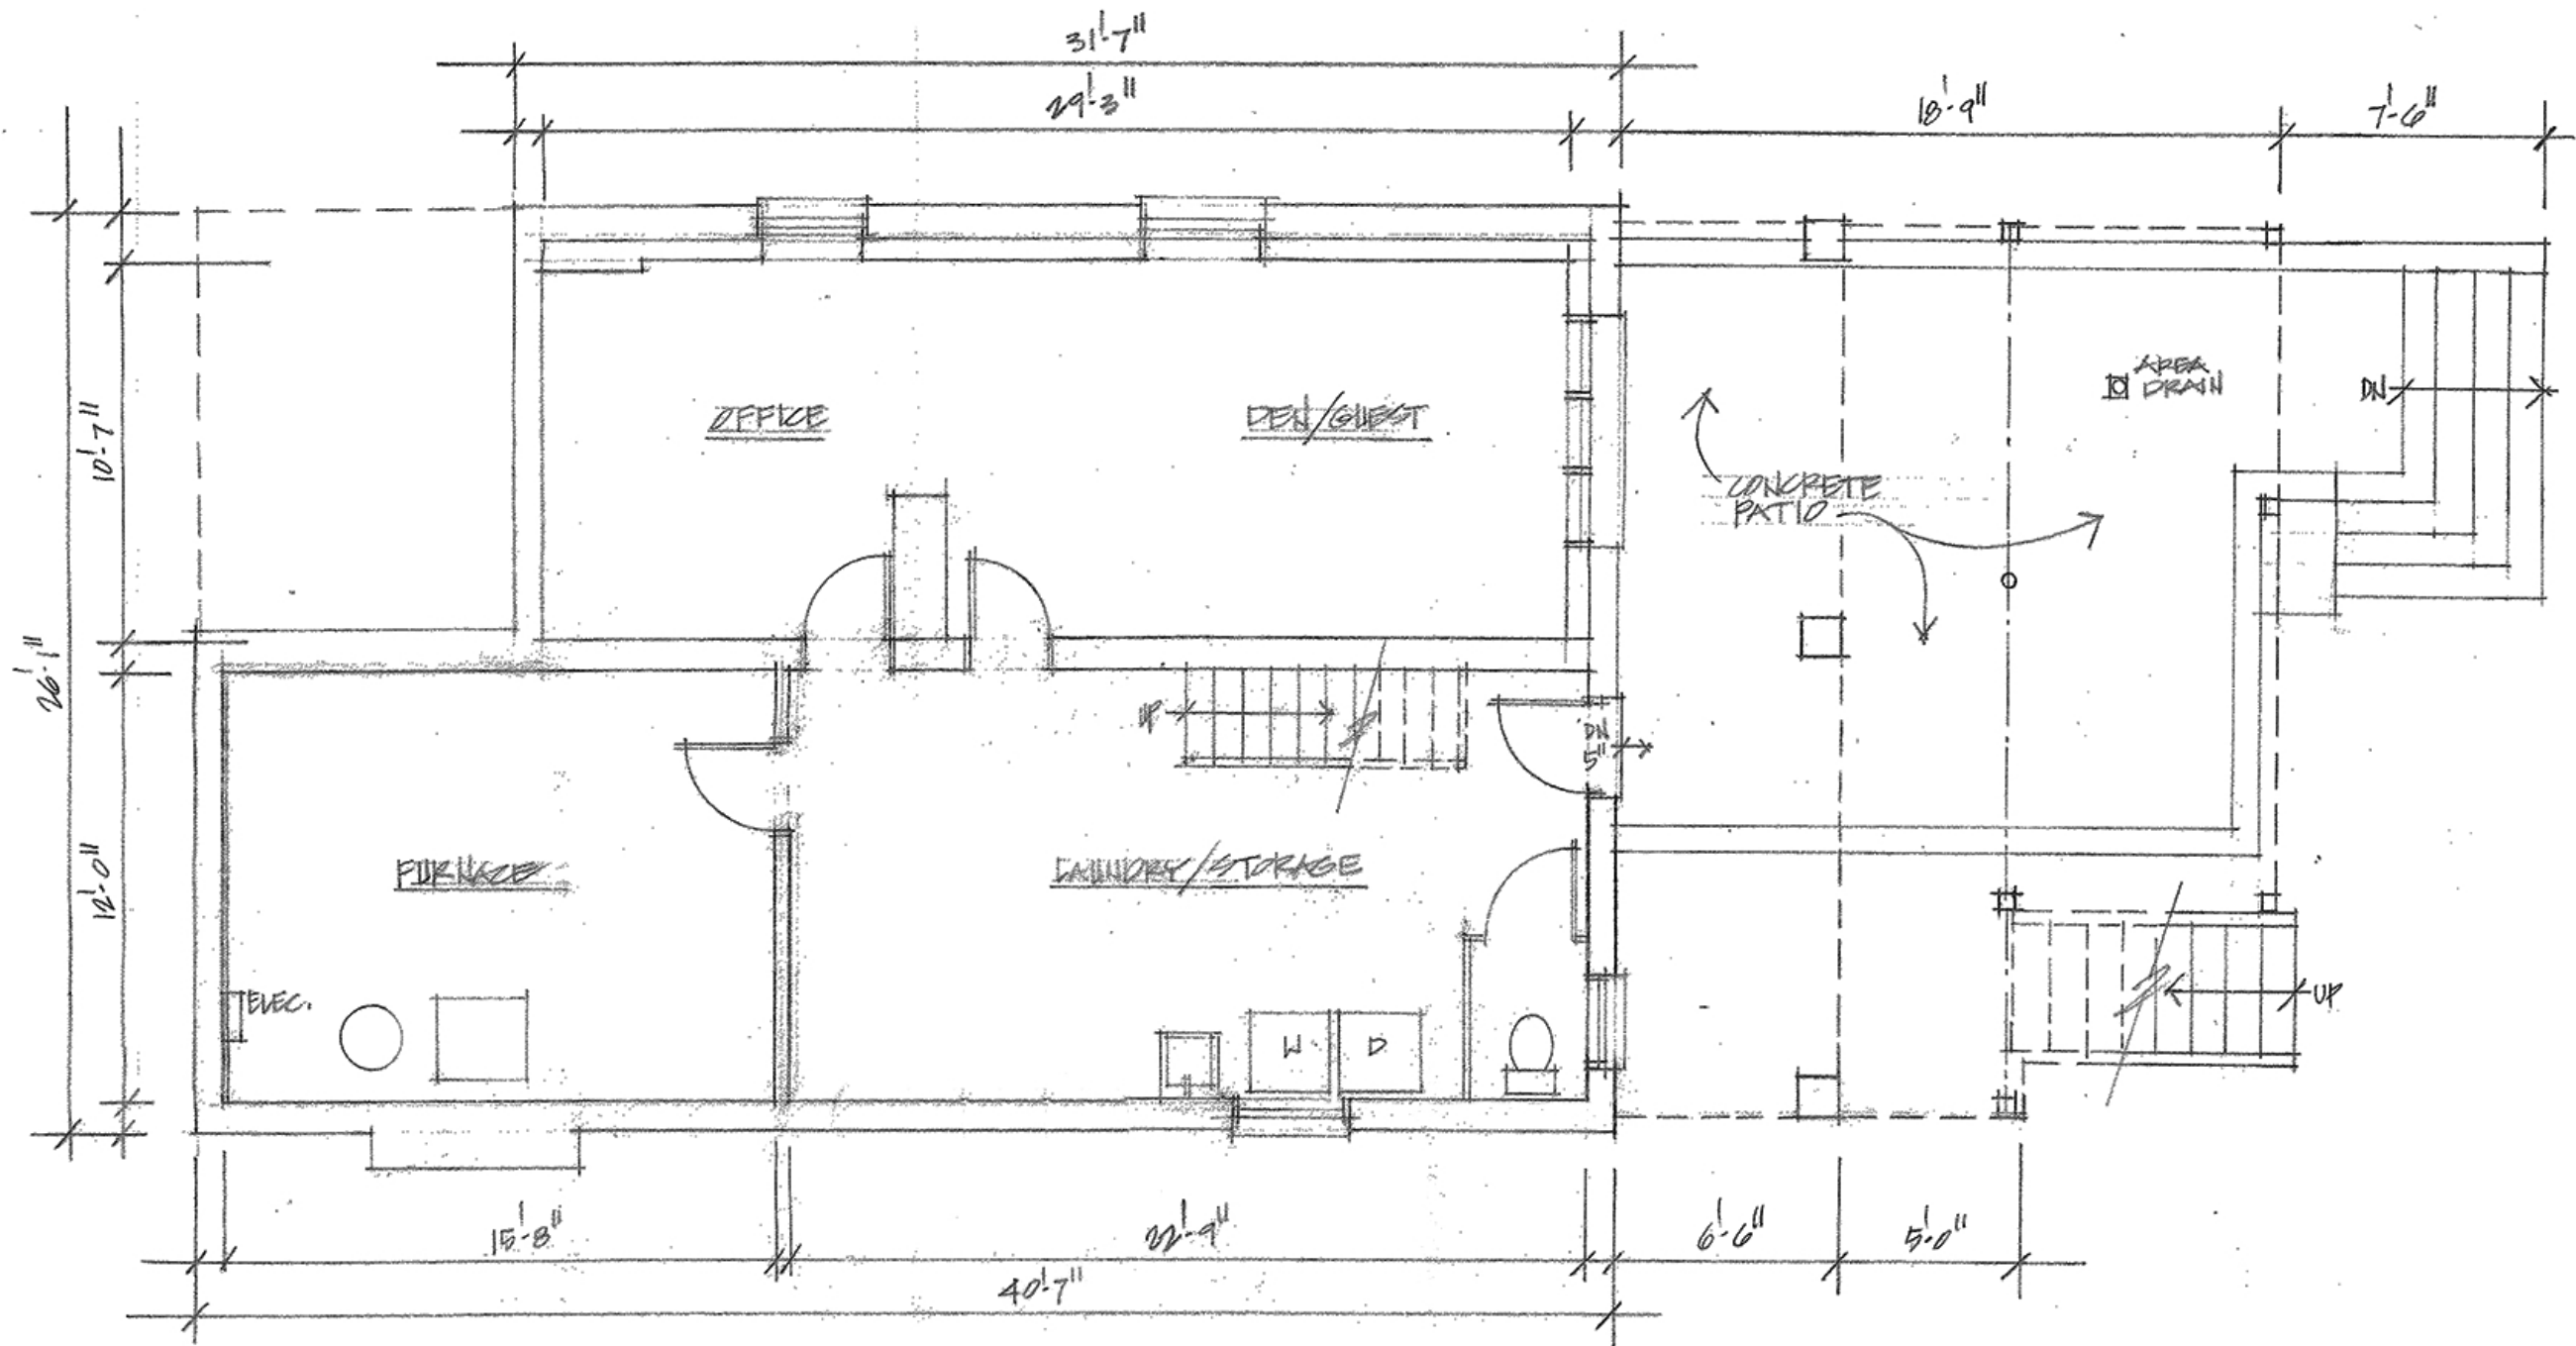 31'-7"
29'-3"
18'-9"
7'-6"
10'-7"
26'-1"
12'-0"
OFFICE
DEN/GUEST
AREA
DRAIN
DN
CONCRETE
PATIO
UP
DN
5"
FURNACE
LAUNDRY/STORAGE
ELEC.
W
D
UP
15'-8"
22'-9"
6'-6"
5'-0"
40'-7"